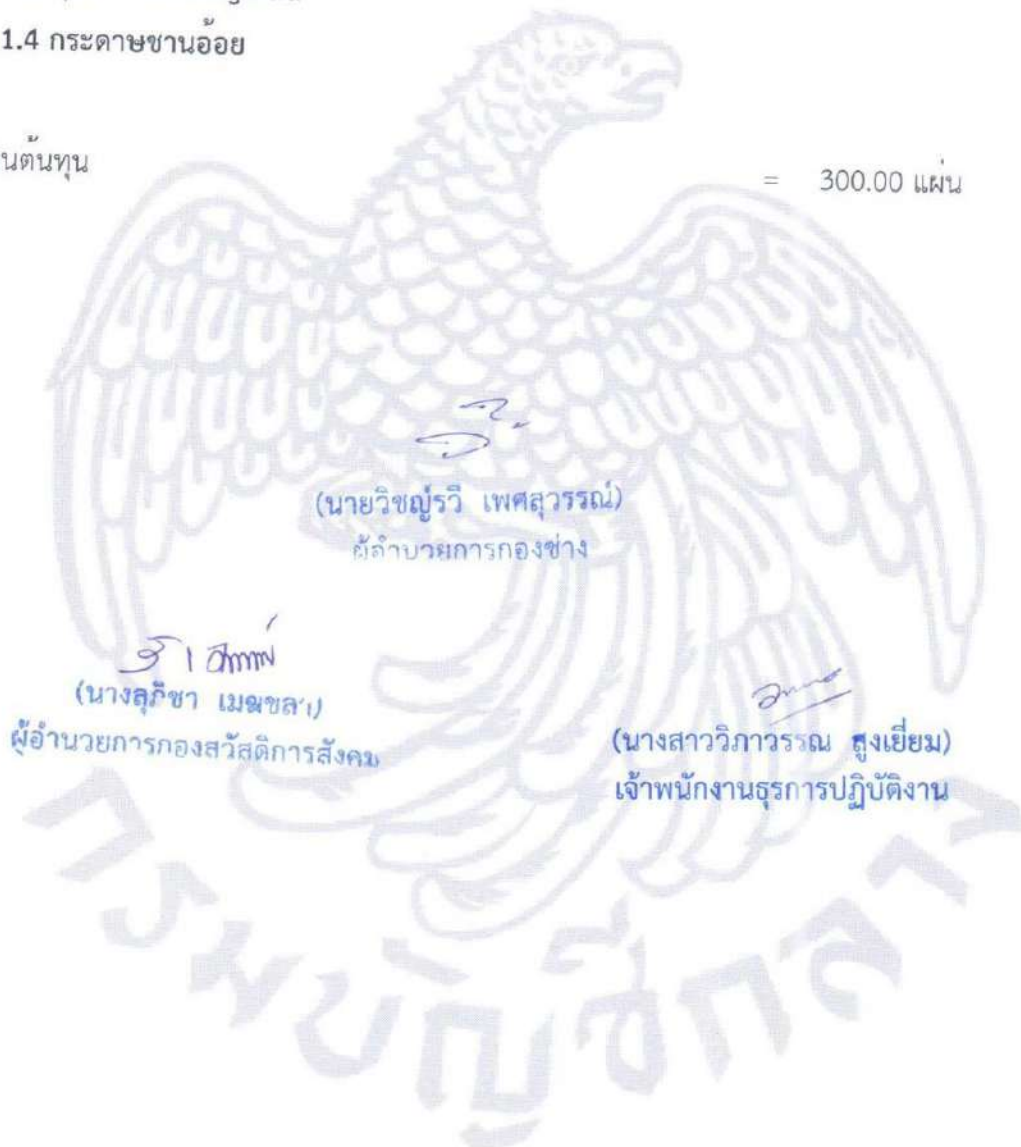 1.4 กระดาษชานอ้อย
นต้นทุน = 300.00 แผ่น
(นายวิชญ์รวี เพศสุวรรณ์)
ผู้อำนวยการกองช่าง
(นางสุภีชา เมฆขลา)
ผู้อำนวยการกองสวัสดิการสังคม
(นางสาววิภาวรรณ สูงเยี่ยม)
เจ้าพนักงานธุรการปฏิบัติงาน
กรมบัญชีกลาง